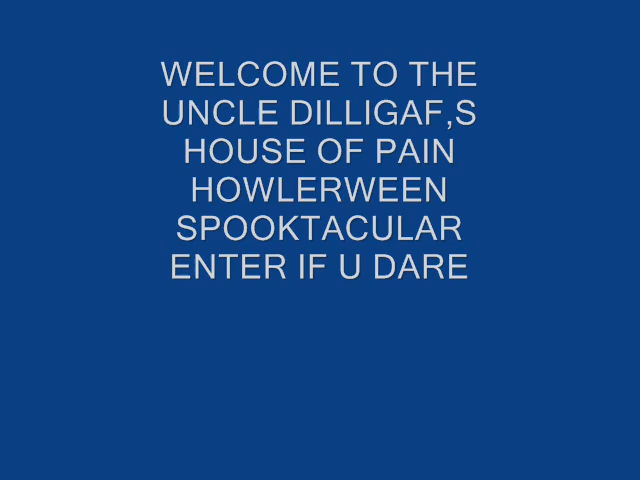 WELCOME TO THE
UNCLE DILLIGAF,S
HOUSE OF PAIN
HOWLERWEEN
SPOOKTACULAR
ENTER IF U DARE